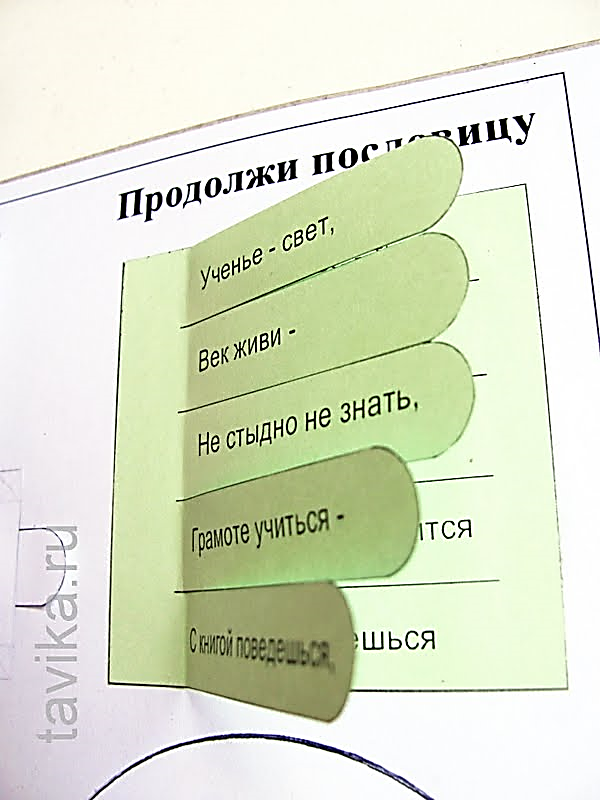 Продолжи пословицу
Ученье - свет,
Век живи -
Не стыдно не знать,
Грамоте учиться -
ится
С книгой поведешься,
ешься
tavika.ru